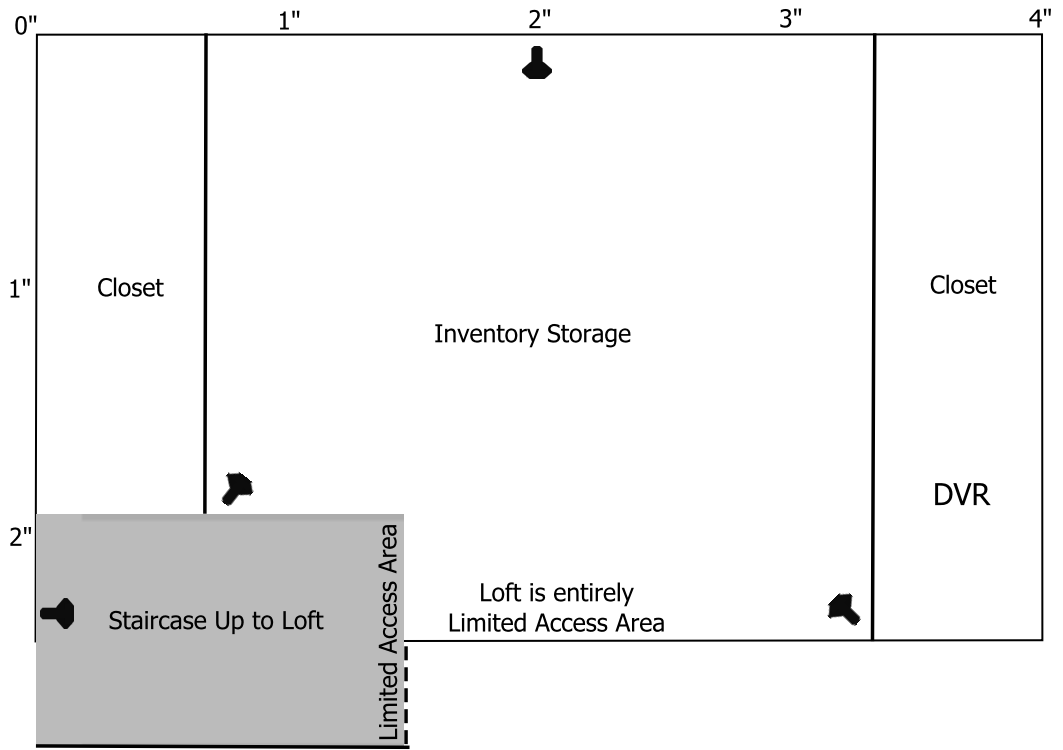 0"
1"
2"
3"
4"
1"
Closet
Closet
Inventory Storage
DVR
2"
Limited Access Area
Staircase Up to Loft
Loft is entirely
Limited Access Area